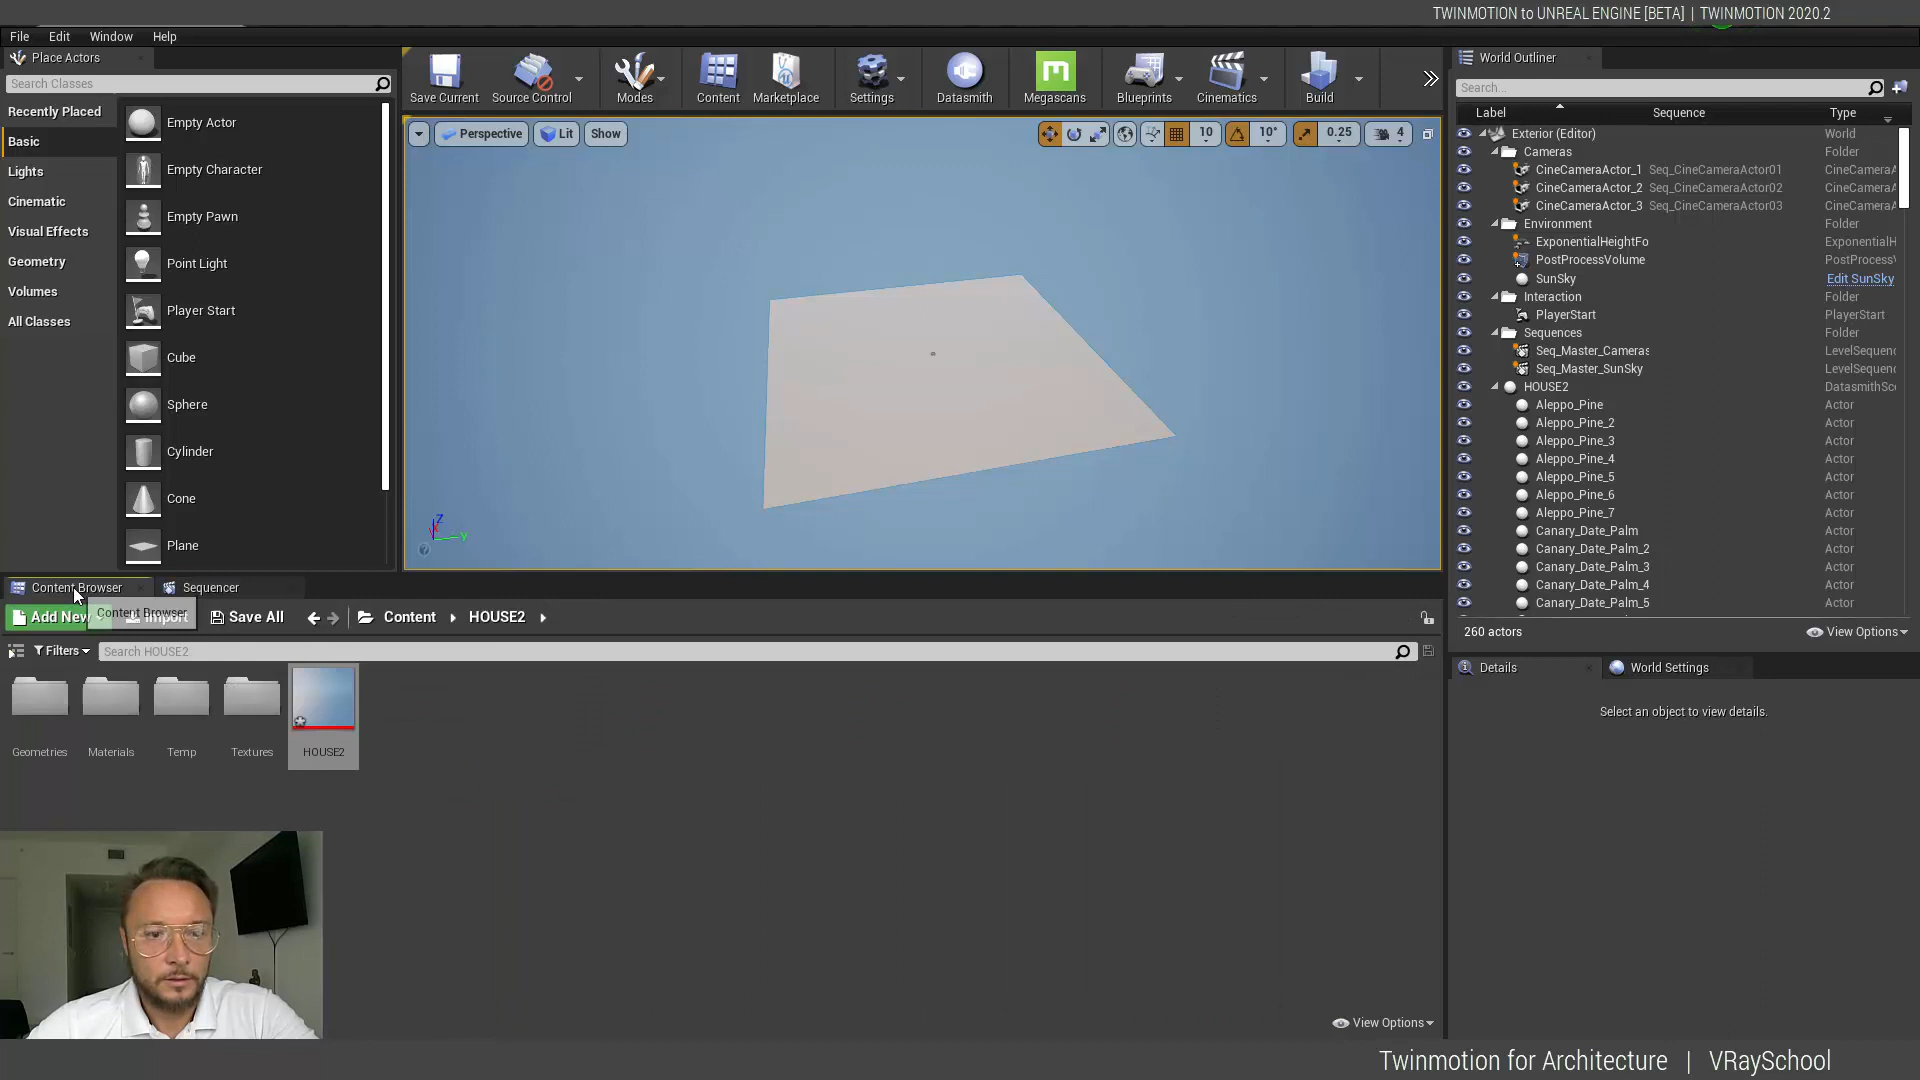 TWINMOTION to UNREAL ENGINE [BETA] | TWINMOTION 2020.2
File Edit Window Help
Place Actors
Search Classes
Recently Placed
Basic
Lights
Cinematic
Visual Effects
Geometry
Volumes
All Classes
Empty Actor
Empty Character
Empty Pawn
Point Light
Player Start
Cube
Sphere
Cylinder
Cone
Plane
Save Current Source Control Modes Content Marketplace Settings Datasmith Megascans Blueprints Cinematics Build
Perspective Lit Show
10 10° 0.25 4
Z
X
Y
World Outliner
Search...
Label Sequence Type
Exterior (Editor) World
Cameras Folder
CineCameraActor_1 Seq_CineCameraActor01 CineCameraA
CineCameraActor_2 Seq_CineCameraActor02 CineCameraA
CineCameraActor_3 Seq_CineCameraActor03 CineCameraA
Environment Folder
ExponentialHeightFo ExponentialH
PostProcessVolume PostProcessV
SunSky Edit SunSky
Interaction Folder
PlayerStart PlayerStart
Sequences Folder
Seq_Master_Cameras LevelSequenc
Seq_Master_SunSky LevelSequenc
HOUSE2 DatasmithSce
Aleppo_Pine Actor
Aleppo_Pine_2 Actor
Aleppo_Pine_3 Actor
Aleppo_Pine_4 Actor
Aleppo_Pine_5 Actor
Aleppo_Pine_6 Actor
Aleppo_Pine_7 Actor
Canary_Date_Palm Actor
Canary_Date_Palm_2 Actor
Canary_Date_Palm_3 Actor
Canary_Date_Palm_4 Actor
Canary_Date_Palm_5 Actor
260 actors View Options
Details World Settings
Select an object to view details.
Content Browser Sequencer
Content Browser
Add New Import Save All Content HOUSE2
Filters Search HOUSE2
Geometries Materials Temp Textures HOUSE2
View Options
Twinmotion for Architecture | VRaySchool